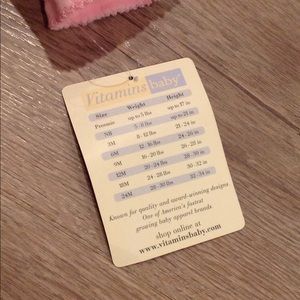 Vitamins baby
Size Weight Height
Preemie up to 5 lbs up to 17 in
NB 5 - 8 lbs up to 21 in
3M 8 - 12 lbs 21 - 24 in
6M 12 - 16 lbs 24 - 26 in
9M 16 - 20 lbs 26 - 28 in
12M 20 - 24 lbs 28 - 30 in
18M 24 - 28 lbs 30 - 32 in
24M 28 - 30 lbs 32 - 34 in
Known for quality and award-winning designs
One of America's fastest
growing baby apparel brands
shop online at
www.vitaminsbaby.com